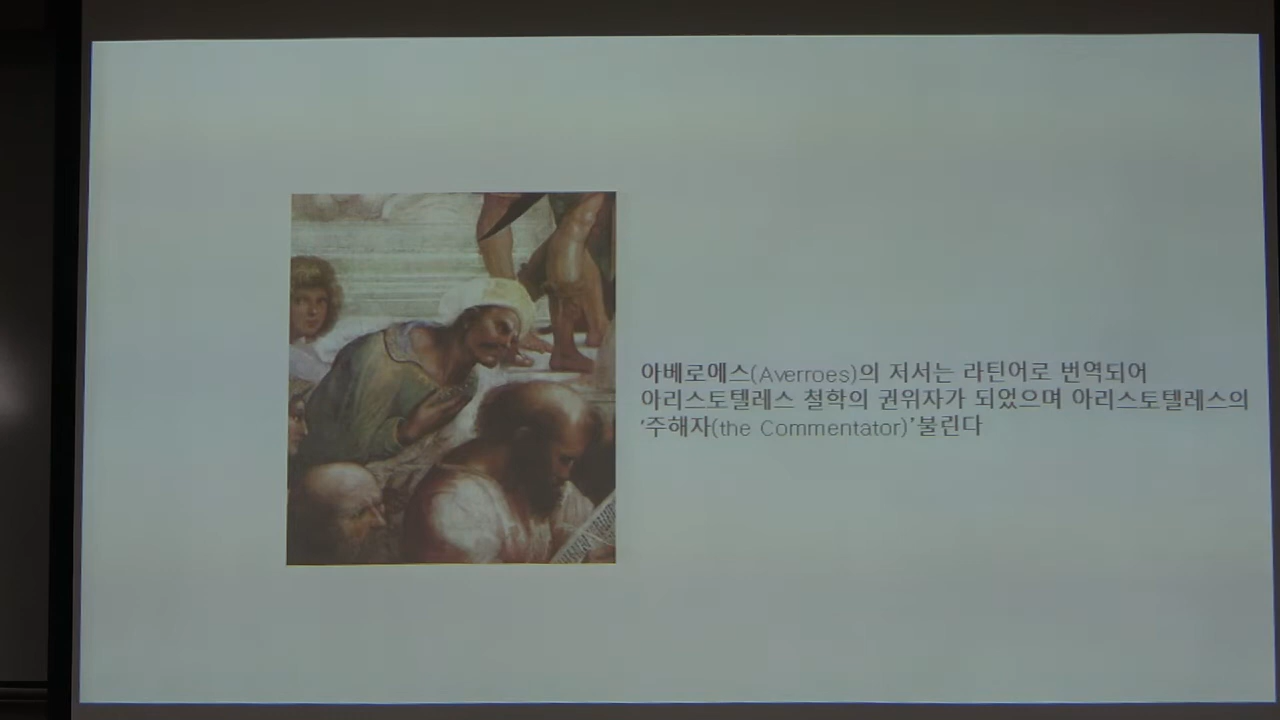 아베로에스(Averroes)의 저서는 라틴어로 번역되어
아리스토텔레스 철학의 권위자가 되었으며 아리스토텔레스의
'주해자(the Commentator)'불린다